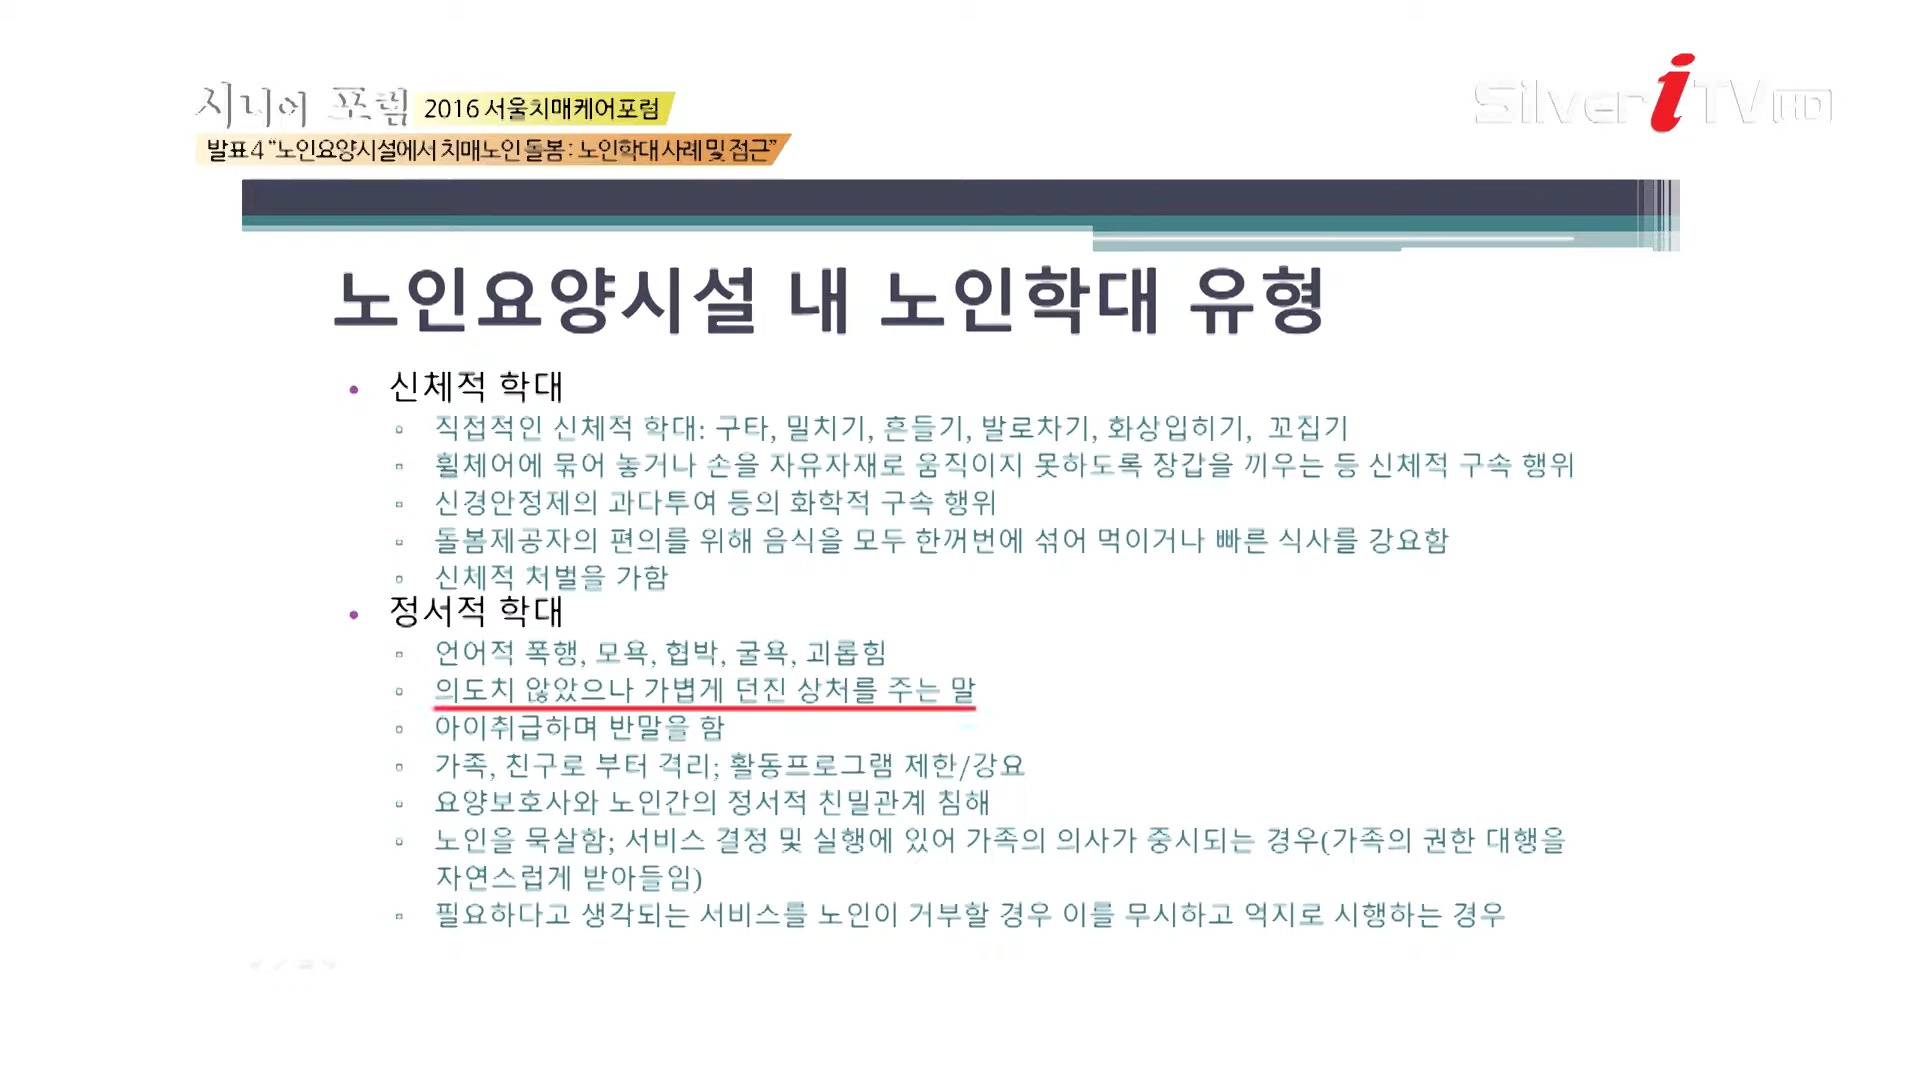 시니어 포럼 2016 서울치매케어포럼
Silver i TV HD
발표4 “노인요양시설에서 치매노인 돌봄 : 노인학대 사례 및 접근”
노인요양시설 내 노인학대 유형
• 신체적 학대
▫ 직접적인 신체적 학대: 구타, 밀치기, 흔들기, 발로차기, 화상입히기, 꼬집기
▫ 휠체어에 묶어 놓거나 손을 자유자재로 움직이지 못하도록 장갑을 끼우는 등 신체적 구속 행위
▫ 신경안정제의 과다투여 등의 화학적 구속 행위
▫ 돌봄제공자의 편의를 위해 음식을 모두 한꺼번에 섞어 먹이거나 빠른 식사를 강요함
▫ 신체적 처벌을 가함
• 정서적 학대
▫ 언어적 폭행, 모욕, 협박, 굴욕, 괴롭힘
▫ 의도치 않았으나 가볍게 던진 상처를 주는 말
▫ 아이취급하며 반말을 함
▫ 가족, 친구로 부터 격리; 활동프로그램 제한/강요
▫ 요양보호사와 노인간의 정서적 친밀관계 침해
▫ 노인을 묵살함; 서비스 결정 및 실행에 있어 가족의 의사가 중시되는 경우(가족의 권한 대행을
자연스럽게 받아들임)
▫ 필요하다고 생각되는 서비스를 노인이 거부할 경우 이를 무시하고 억지로 시행하는 경우